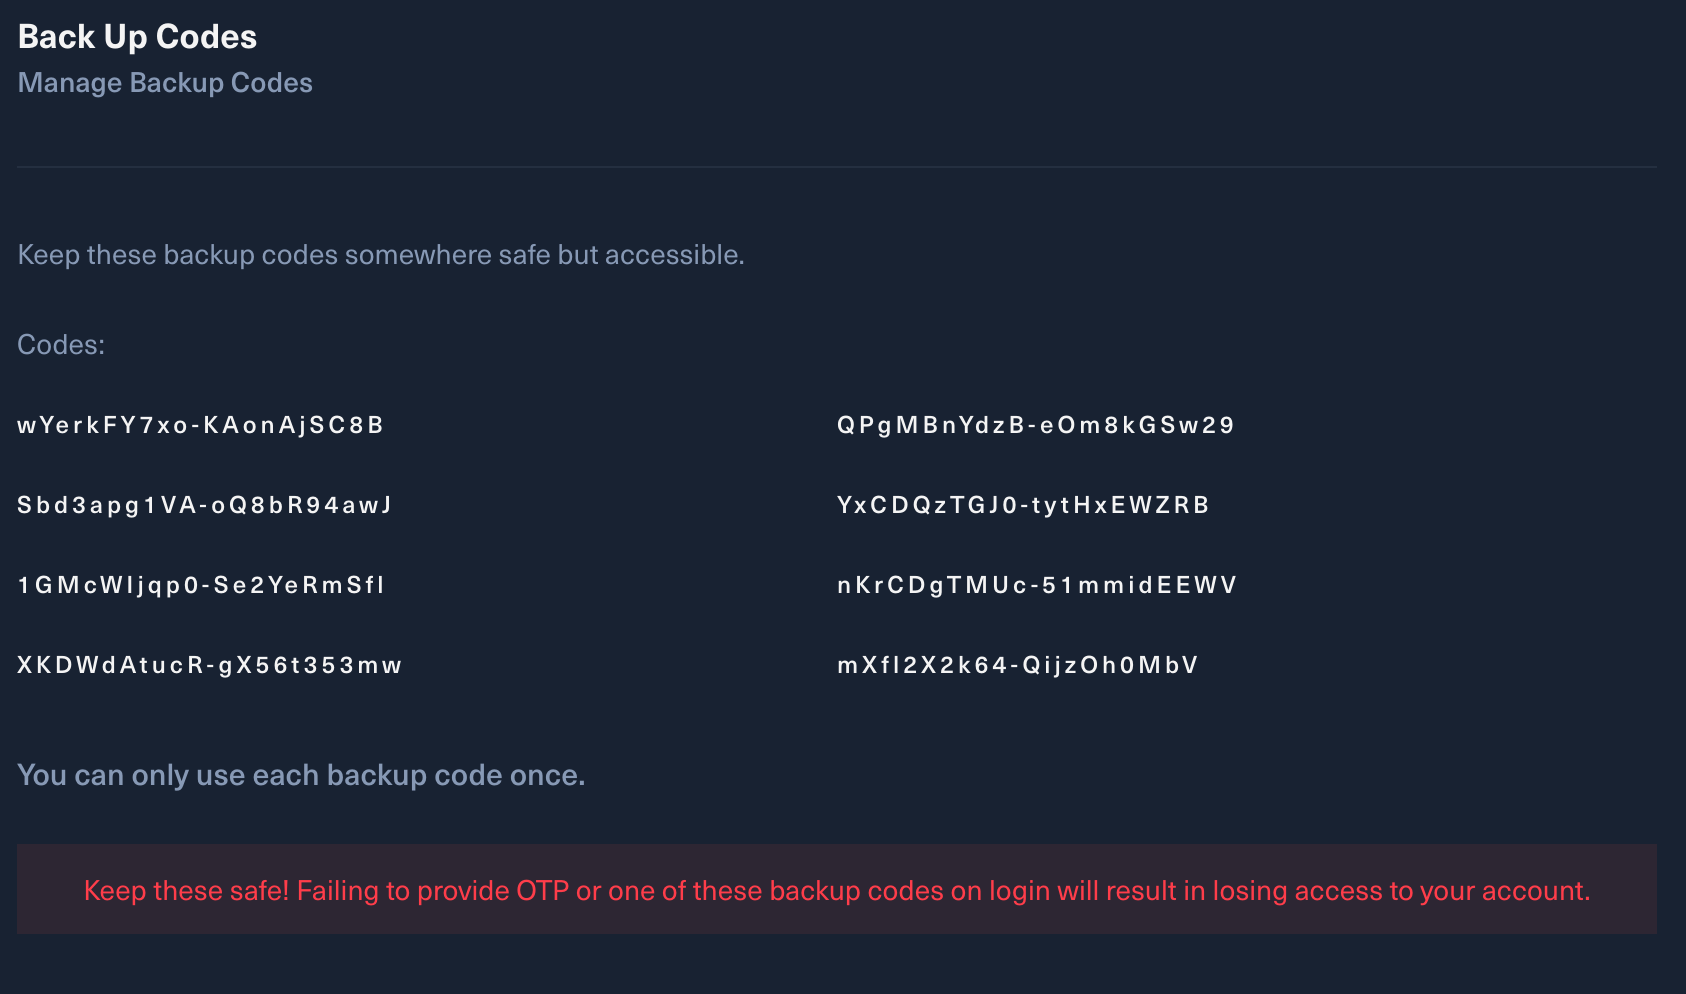 Back Up Codes
Manage Backup Codes
Keep these backup codes somewhere safe but accessible.
Codes:
wYerkFY7xo-KAonAjSC8B
QPgMBnYdzB-eOm8kGSw29
Sbd3apg1VA-oQ8bR94awJ
YxCDQzTGJ0-tytHxEWZRB
1GMcWIjqp0-Se2YeRmSfl
nKrCDgTMUc-51mmidEEWV
XKDWdAtucR-gX56t353mw
mXfl2X2k64-QijzOh0MbV
You can only use each backup code once.
Keep these safe! Failing to provide OTP or one of these backup codes on login will result in losing access to your account.